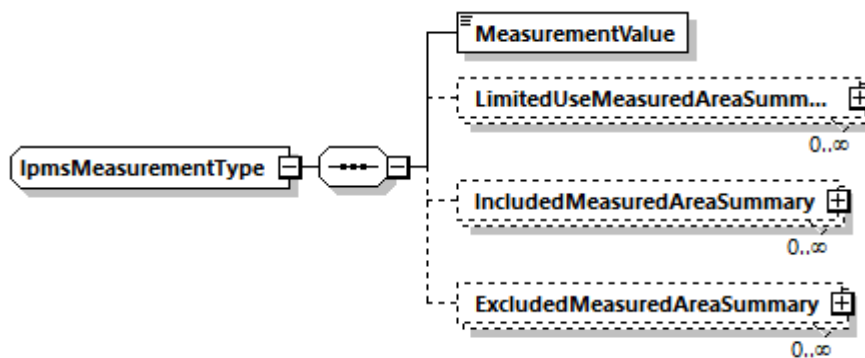 MeasurementValue
LimitedUseMeasuredAreaSumm...
0..∞
IpmsMeasurementType
IncludedMeasuredAreaSummary
0..∞
ExcludedMeasuredAreaSummary
0..∞